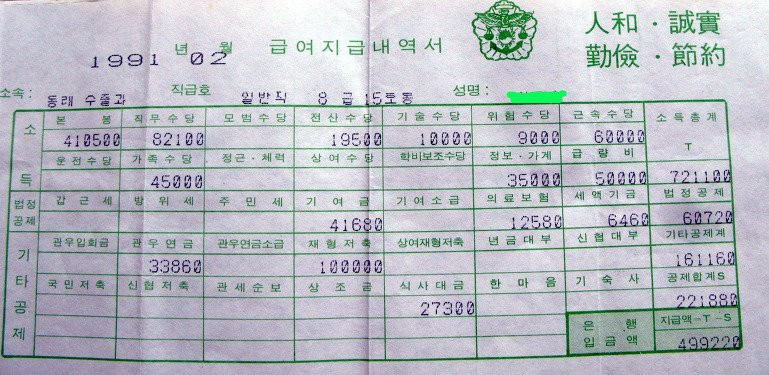 人和·誠實
勤儉·節約
1991 년 02 월 급여지급내역서
소속: 동래 수출과 직급호 일반직 8 급 15호봉 성명:
소득 본봉 직무수당 모범수당 전산수당 기술수당 위험수당 근속수당 소득총계
T
410500 82100 19500 10000 9000 60000
운전수당 가족수당 정근·체력 상여수당 학비보조수당 정보·가계 급량비
45000 35000 50000 721100
법정공제 갑근세 방위세 주민세 기여금 기여소급 의료보험 세액기금 법정공제
41680 12580 6460 60720
기타공제 관우입회금 관우연금 관우연금소급 재형저축 상여재형저축 년금대부 신협대부 기타공제계
33860 100000 161160
국민저축 신협저축 관세순보 상조금 식사대금 한마음 기숙사 공제합계S
27300 221880
은행입금액 지급액=T-S
499220